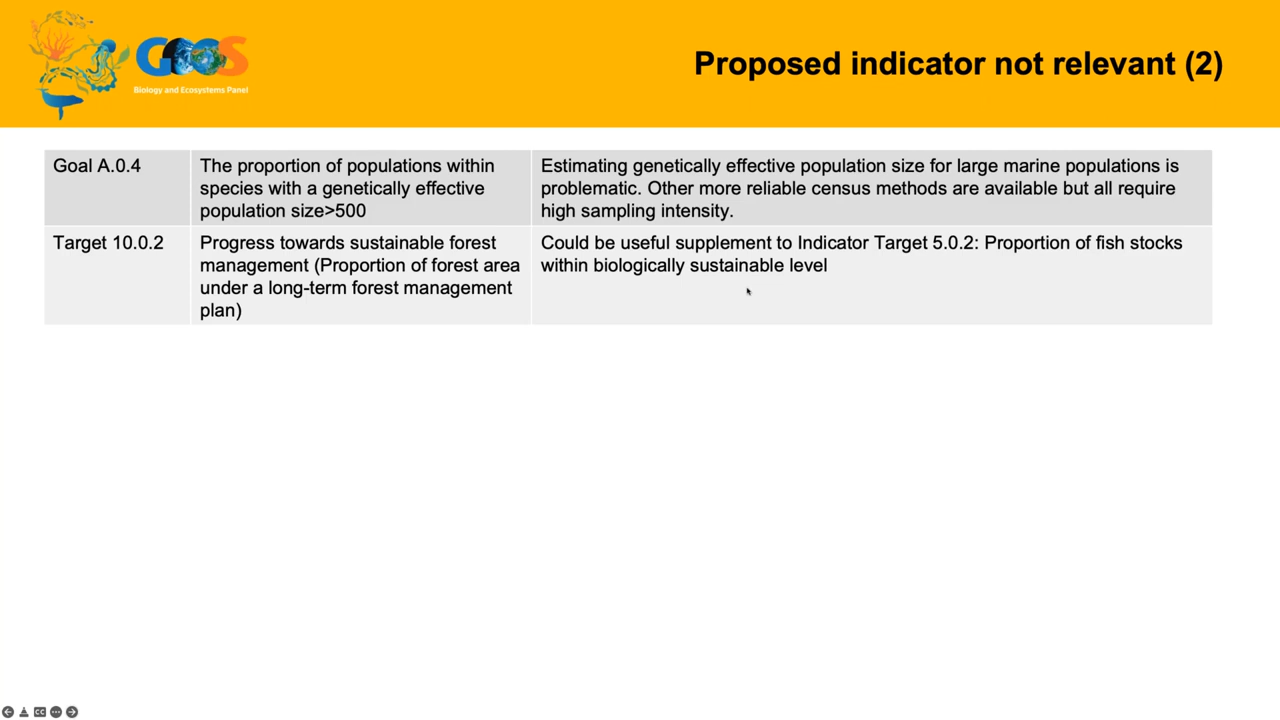 GOOS
Biology and Ecosystems Panel
Proposed indicator not relevant (2)
Goal A.0.4
The proportion of populations within
species with a genetically effective
population size>500
Estimating genetically effective population size for large marine populations is
problematic. Other more reliable census methods are available but all require
high sampling intensity.
Target 10.0.2
Progress towards sustainable forest
management (Proportion of forest area
under a long-term forest management
plan)
Could be useful supplement to Indicator Target 5.0.2: Proportion of fish stocks
within biologically sustainable level
CC